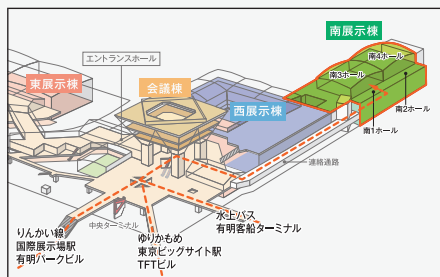 南展示棟
南4ホール
エントランスホール
南3ホール
東展示棟
会議棟
西展示棟
南2ホール
南1ホール
連絡通路
水上バス
有明客船ターミナル
中央ターミナル
りんかい線
国際展示場駅
有明パークビル
ゆりかもめ
東京ビッグサイト駅
TFTビル